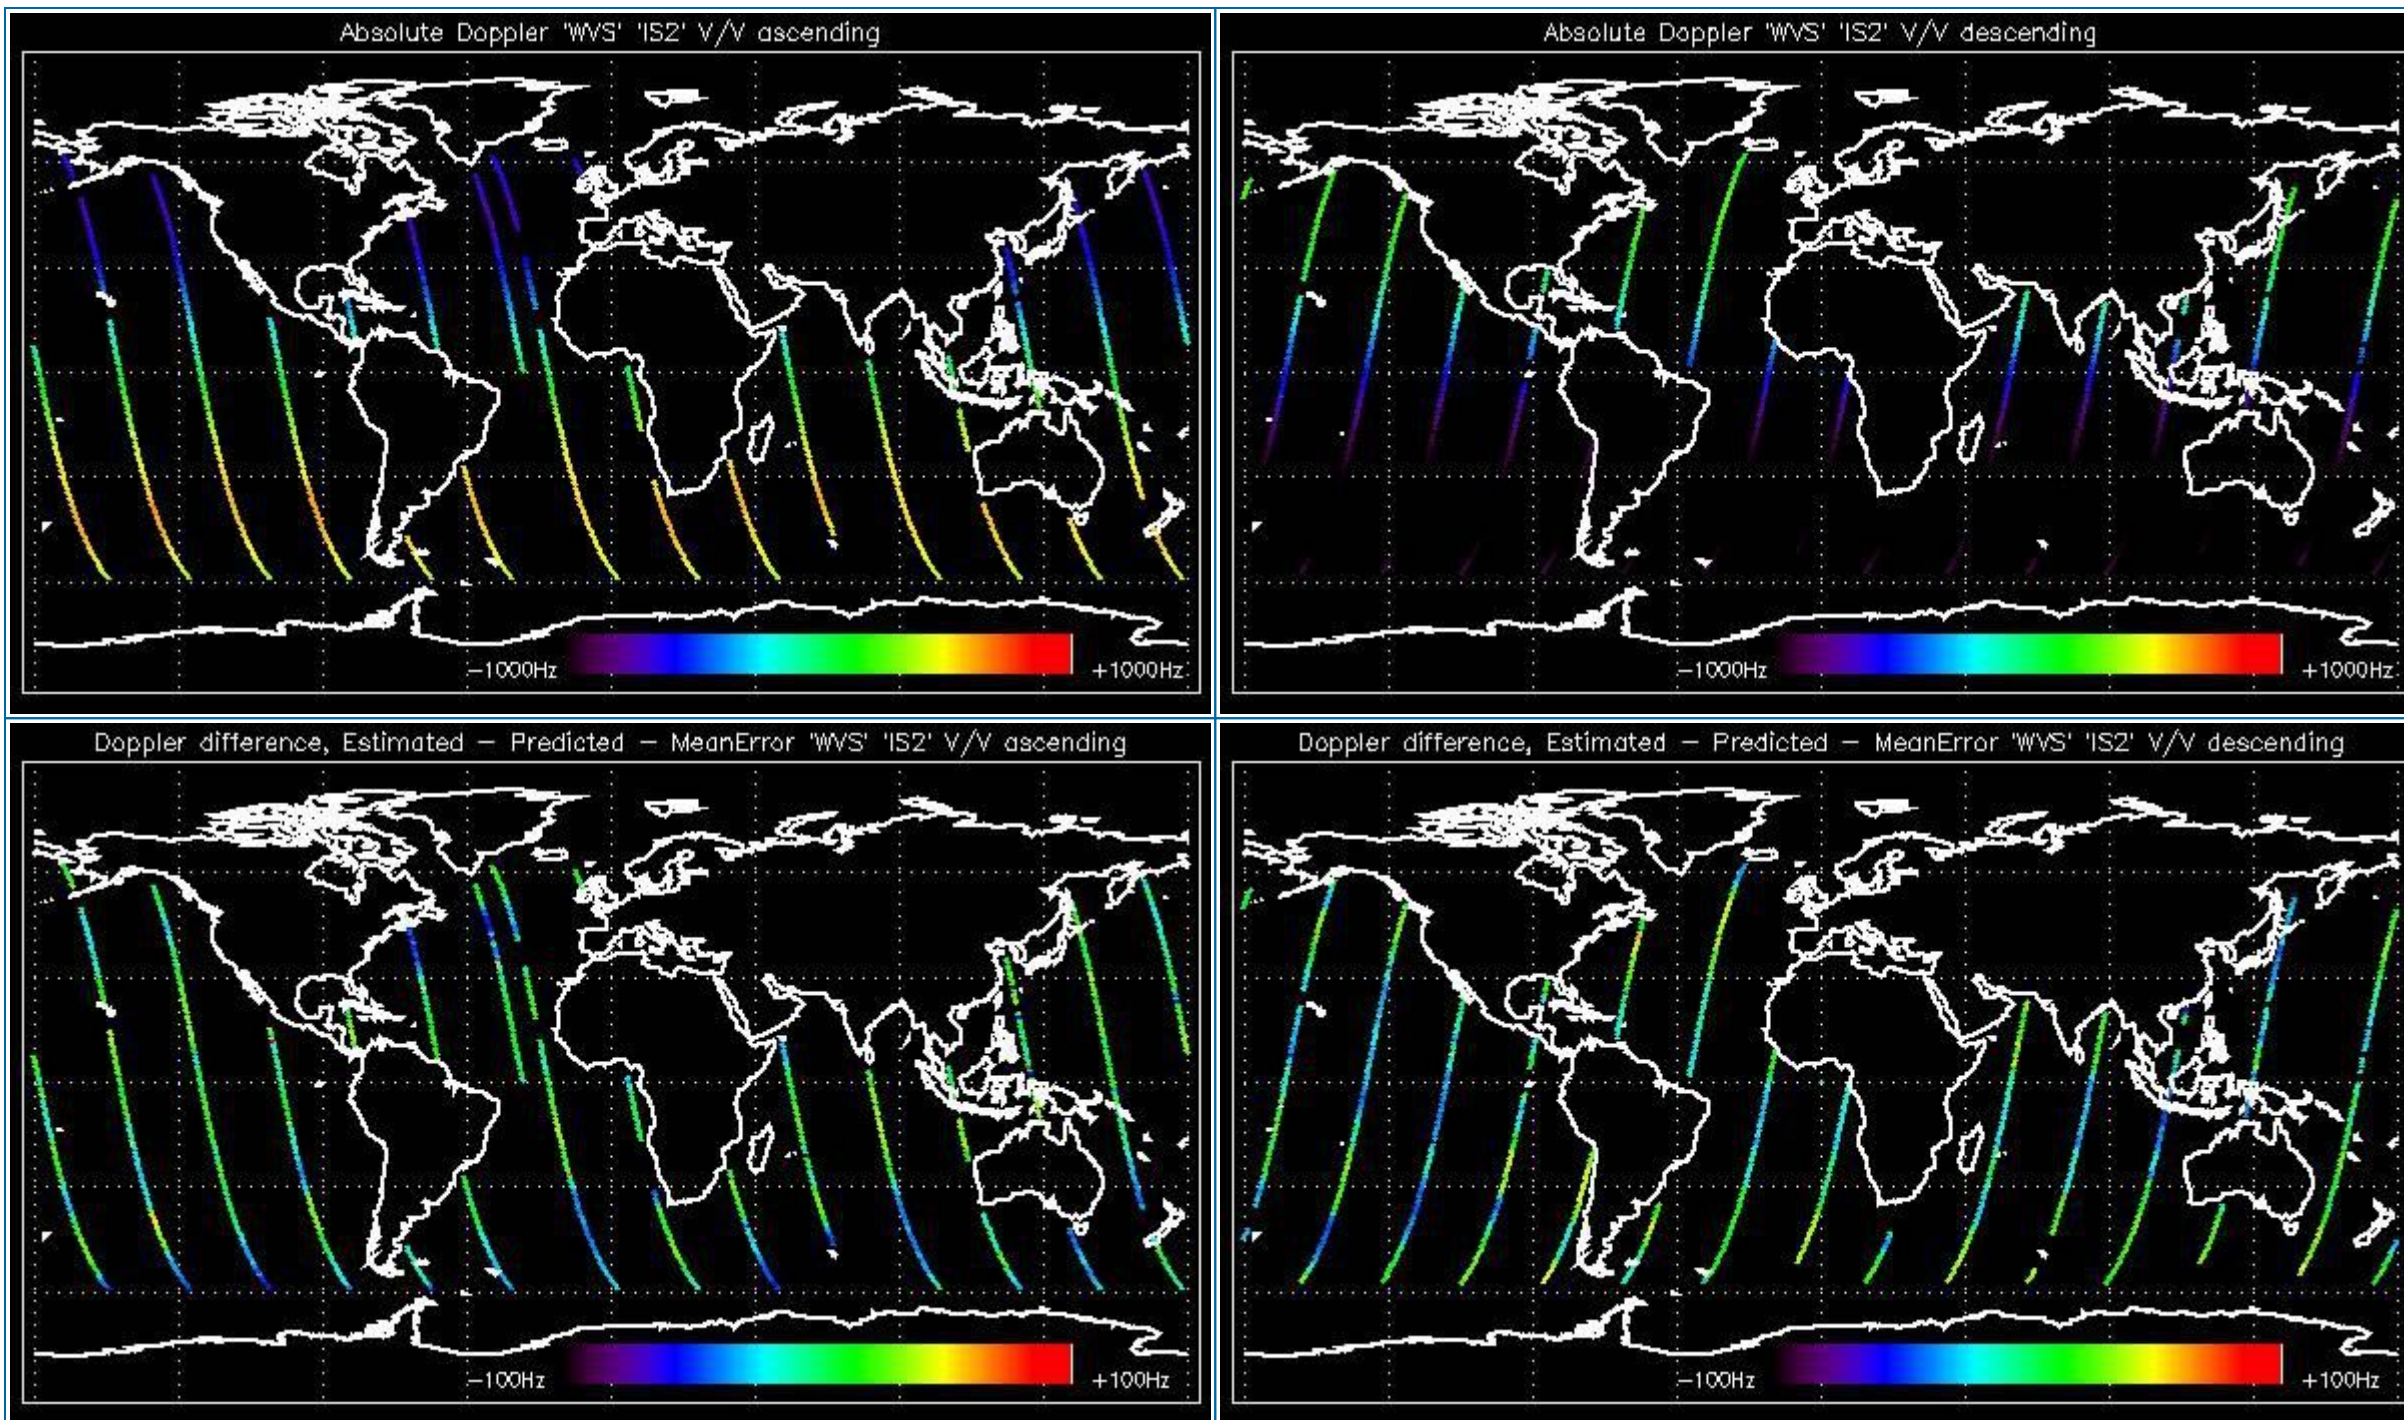 Absolute Doppler 'WVS' 'IS2' V/V ascending
−1000Hz
+1000Hz
Absolute Doppler 'WVS' 'IS2' V/V descending
−1000Hz
+1000Hz
Doppler difference, Estimated − Predicted − MeanError 'WVS' 'IS2' V/V ascending
−100Hz
+100Hz
Doppler difference, Estimated − Predicted − MeanError 'WVS' 'IS2' V/V descending
−100Hz
+100Hz